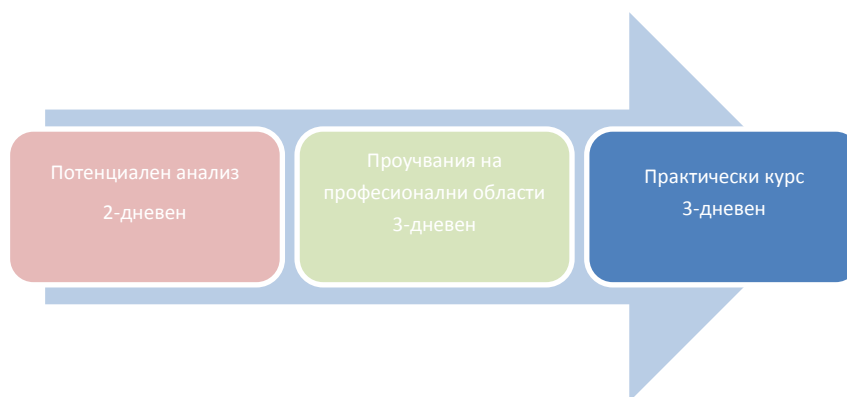 Потенциален анализ
2-дневен
Проучвания на
професионални области
3-дневен
Практически курс
3-дневен